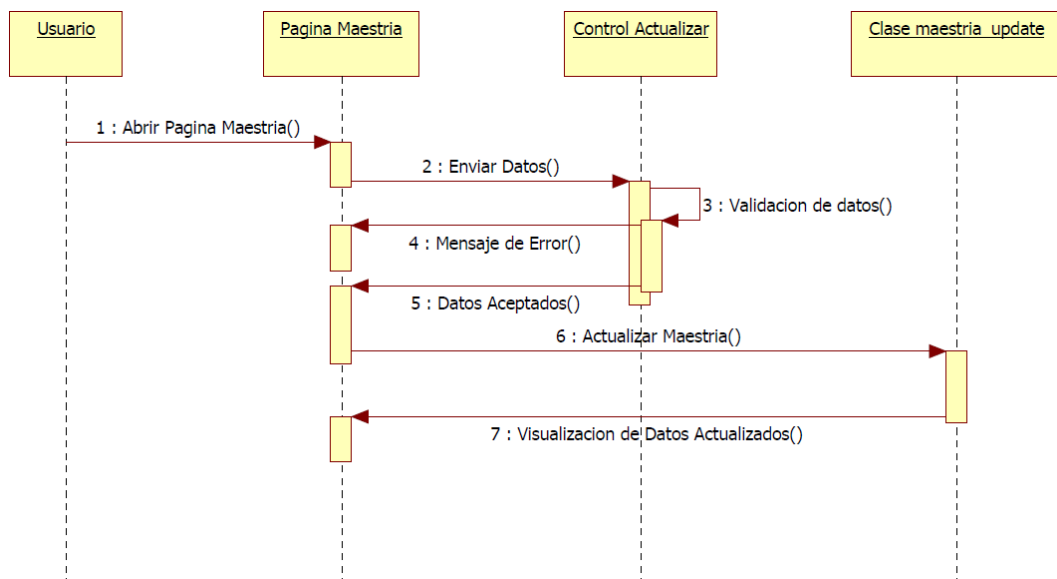 Usuario
Pagina Maestria
Control Actualizar
Clase maestria_update
1 : Abrir Pagina Maestria()
2 : Enviar Datos()
3 : Validacion de datos()
4 : Mensaje de Error()
5 : Datos Aceptados()
6 : Actualizar Maestria()
7 : Visualizacion de Datos Actualizados()